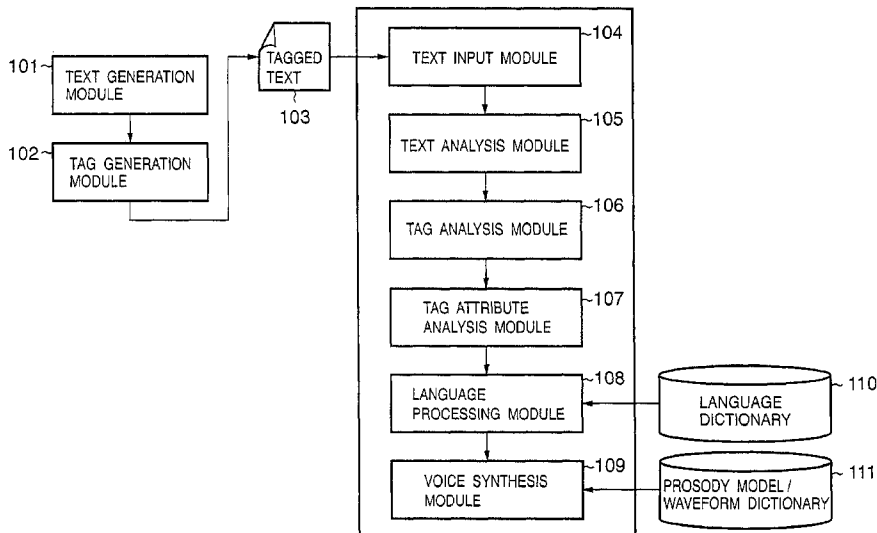 101
TEXT GENERATION
MODULE
102
TAG GENERATION
MODULE
TAGGED
TEXT
103
104
TEXT INPUT MODULE
105
TEXT ANALYSIS MODULE
106
TAG ANALYSIS MODULE
107
TAG ATTRIBUTE
ANALYSIS MODULE
108
LANGUAGE
PROCESSING MODULE
109
VOICE SYNTHESIS
MODULE
110
LANGUAGE
DICTIONARY
111
PROSODY MODEL/
WAVEFORM DICTIONARY